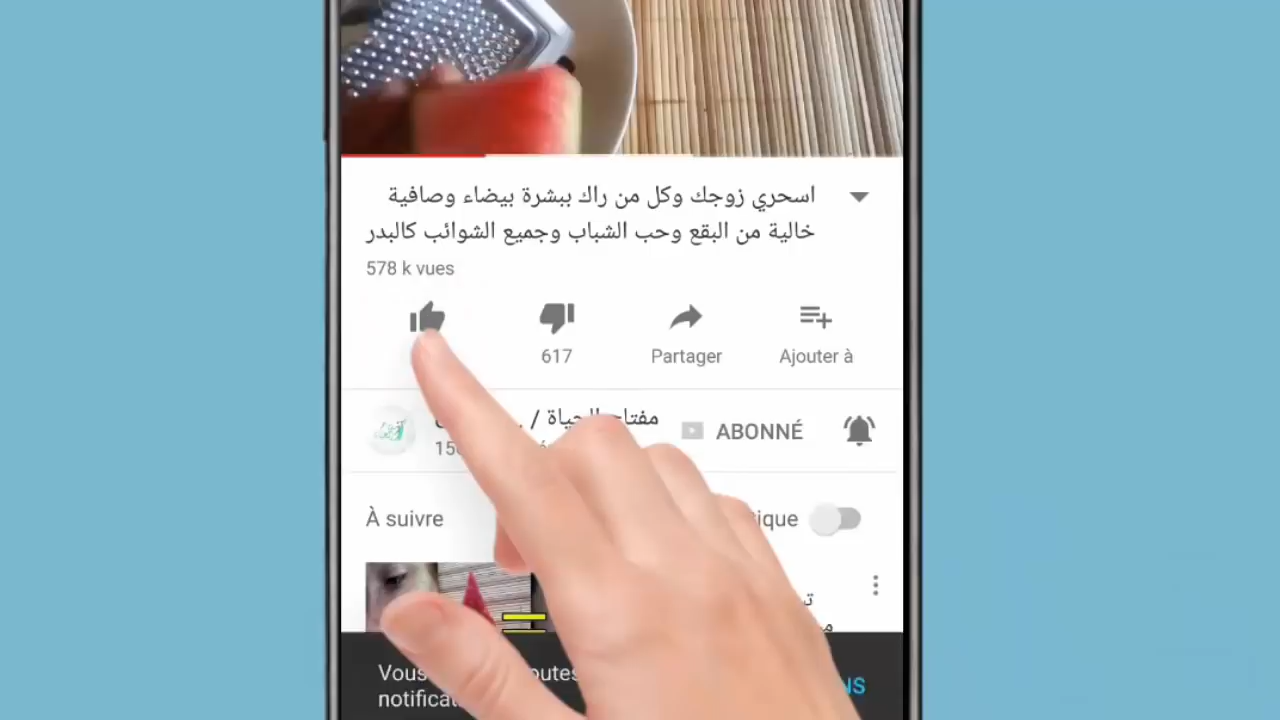 اسحري زوجك وكل من راك ببشرة بيضاء وصافية
خالية من البقع وحب الشباب وجميع الشوائب كالبدر
578 k vues
617
Partager
Ajouter à
/
ABONNÉ
À suivre
Vous